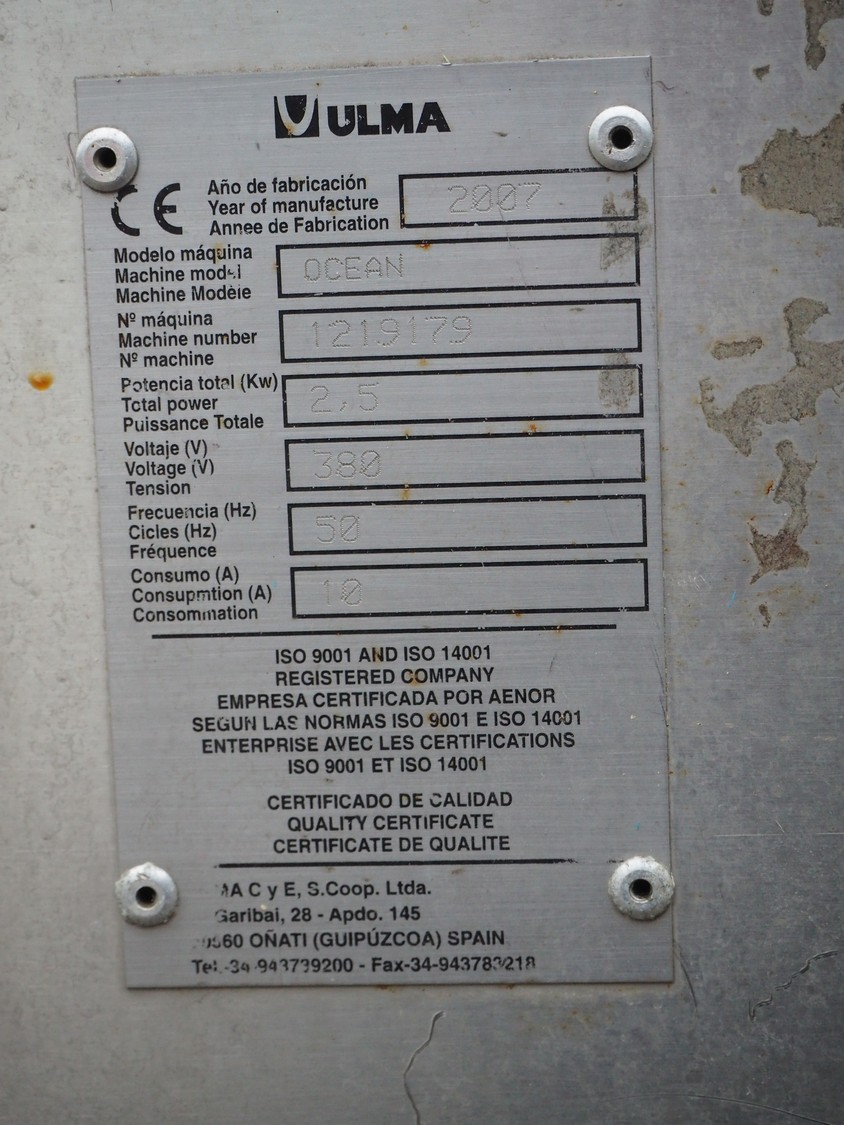 ULMA
CE
Año de fabricación
Year of manufacture
Annee de Fabrication
2007
Modelo máquina
Machine model
Machine Modèle
OCEAN
Nº máquina
Machine number
Nº machine
1219179
Potencia total (Kw)
Total power
Puissance Totale
2,5
Voltaje (V)
Voltage (V)
Tension
380
Frecuencia (Hz)
Cicles (Hz)
Fréquence
50
Consumo (A)
Consupmtion (A)
Consommation
10
ISO 9001 AND ISO 14001
REGISTERED COMPANY
EMPRESA CERTIFICADA POR AENOR
SEGUN LAS NORMAS ISO 9001 E ISO 14001
ENTERPRISE AVEC LES CERTIFICATIONS
ISO 9001 ET ISO 14001
CERTIFICADO DE CALIDAD
QUALITY CERTIFICATE
CERTIFICATE DE QUALITE
C y E, S.Coop. Ltda.
Garibai, 28 - Apdo. 145
OÑATI (GUIPÚZCOA) SPAIN
Tel.-34-943739200 - Fax-34-943783218